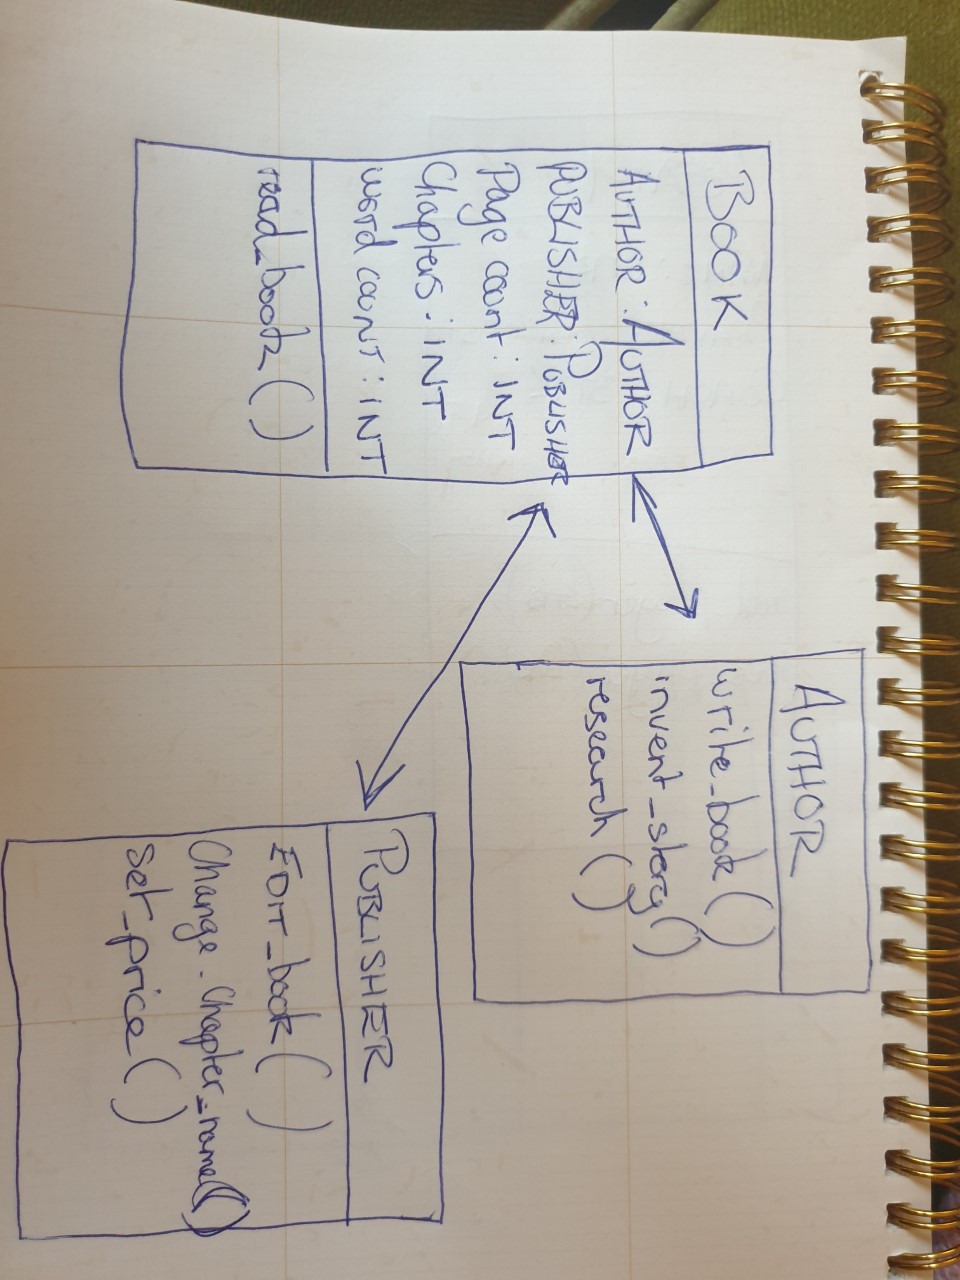 BOOK
AUTHOR : AUTHOR
PUBLISHER : PUBLISHER
Page count : INT
Chapters : INT
word count : INT
read_book ()
AUTHOR
write_book ()
invent_story ()
research ()
PUBLISHER
EDIT_book ()
Change_Chapter_name()
Set_price ()